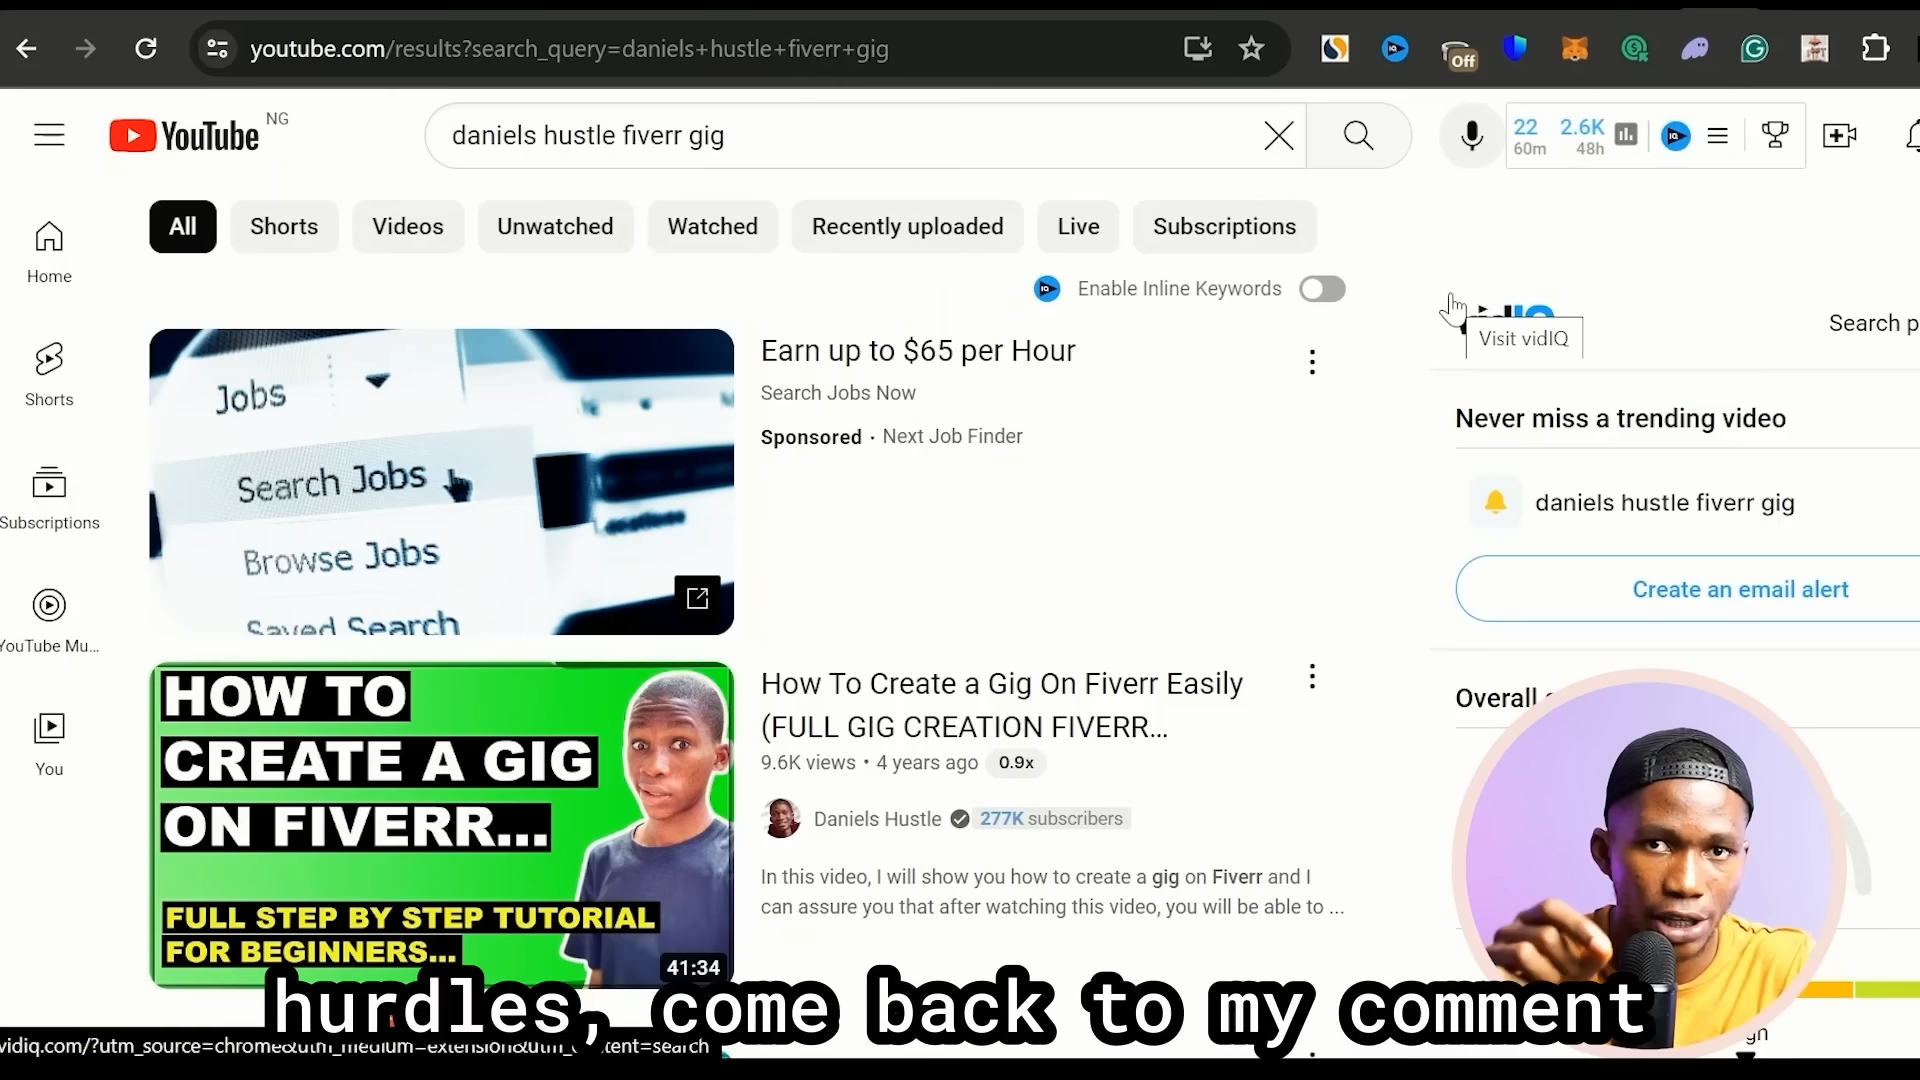 youtube.com/results?search_query=daniels+hustle+fiverr+gig
Off
YouTube NG
daniels hustle fiverr gig
22 2.6K
60m 48h
All Shorts Videos Unwatched Watched Recently uploaded Live Subscriptions
Home
Shorts
Subscriptions
YouTube Mu...
You
Enable Inline Keywords
Jobs
Search Jobs
Browse Jobs
Saved Search
Earn up to $65 per Hour
Search Jobs Now
Sponsored · Next Job Finder
Visit vidIQ
Search p
Never miss a trending video
daniels hustle fiverr gig
Create an email alert
Overall
HOW TO
CREATE A GIG
ON FIVERR...
FULL STEP BY STEP TUTORIAL
FOR BEGINNERS...
41:34
How To Create a Gig On Fiverr Easily
(FULL GIG CREATION FIVERR...
9.6K views • 4 years ago 0.9x
Daniels Hustle 277K subscribers
In this video, I will show you how to create a gig on Fiverr and I
can assure you that after watching this video, you will be able to ...
hurdles, come back to my comment